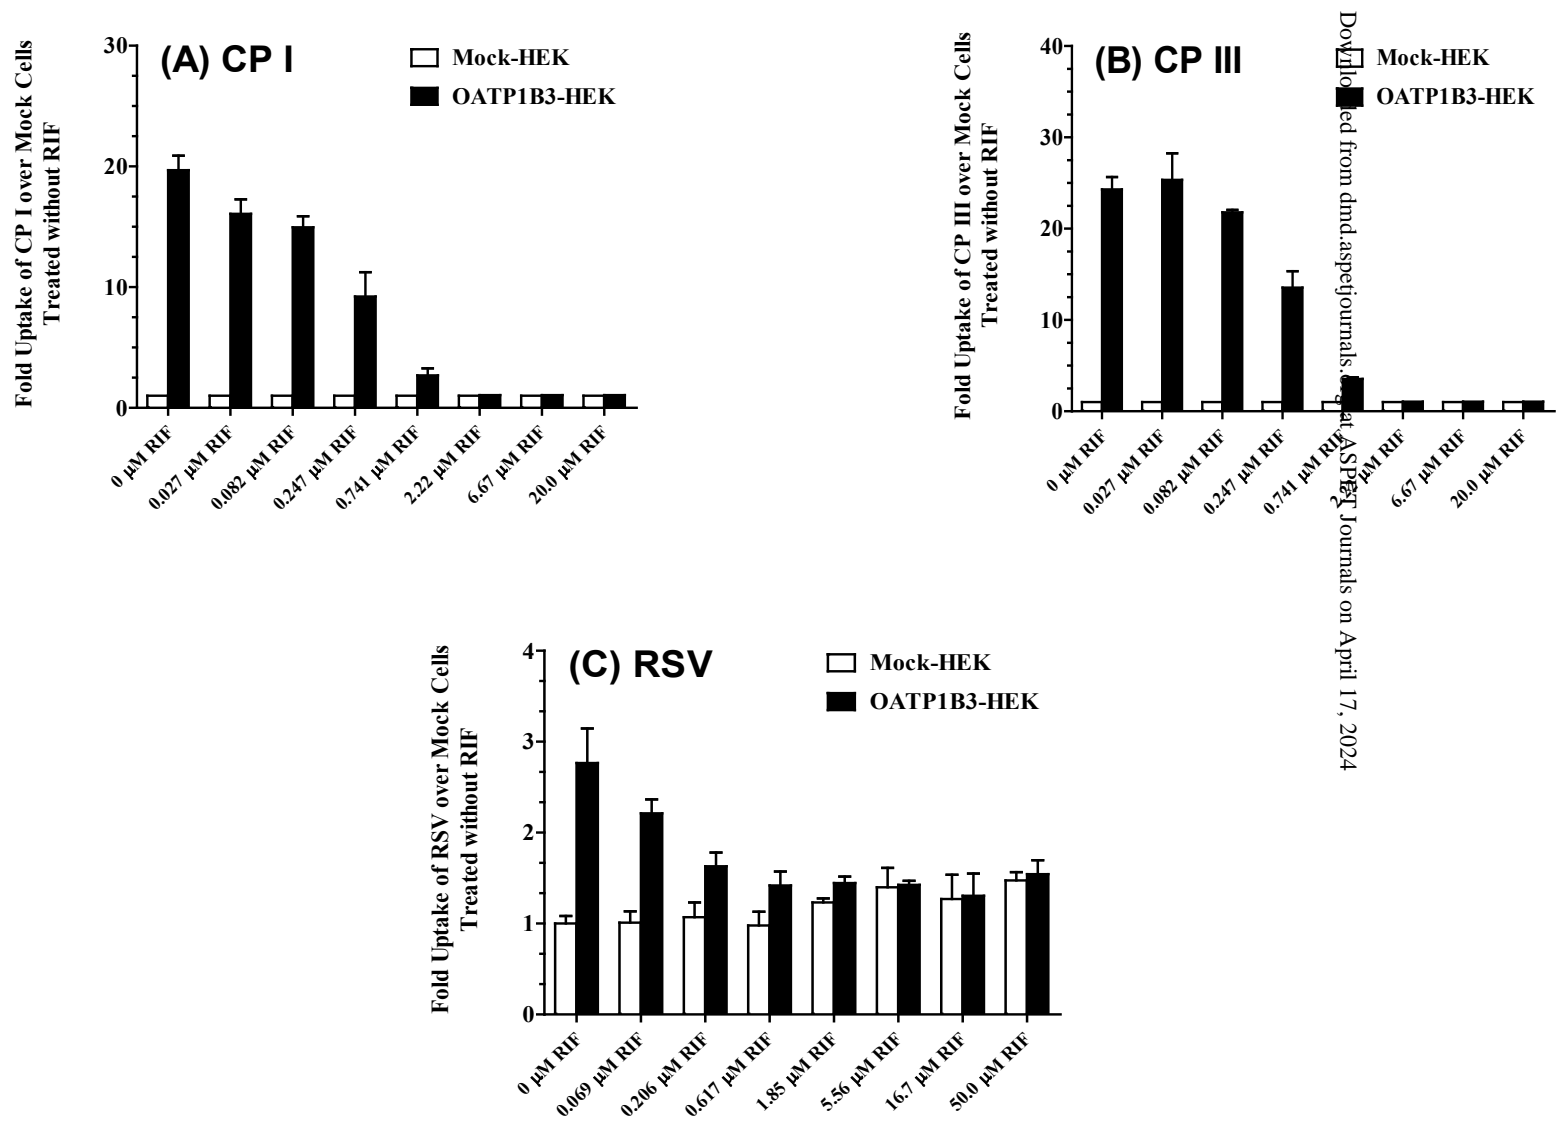 (A) CP I
Mock-HEK
OATP1B3-HEK
Fold Uptake of CP I over Mock Cells
Treated without RIF
30
20
10
0
0 µM RIF
0.027 µM RIF
0.082 µM RIF
0.247 µM RIF
0.741 µM RIF
2.22 µM RIF
6.67 µM RIF
20.0 µM RIF
(B) CP III
Mock-HEK
OATP1B3-HEK
Fold Uptake of CP III over Mock Cells
Treated without RIF
40
30
20
10
0
0 µM RIF
0.027 µM RIF
0.082 µM RIF
0.247 µM RIF
0.741 µM RIF
µM RIF
6.67 µM RIF
20.0 µM RIF
Downloaded from dmd.aspetjournals.org at ASPET Journals on April 17, 2024
(C) RSV
Mock-HEK
OATP1B3-HEK
Fold Uptake of RSV over Mock Cells
Treated without RIF
4
3
2
1
0
0 µM RIF
0.069 µM RIF
0.206 µM RIF
0.617 µM RIF
1.85 µM RIF
5.56 µM RIF
16.7 µM RIF
50.0 µM RIF